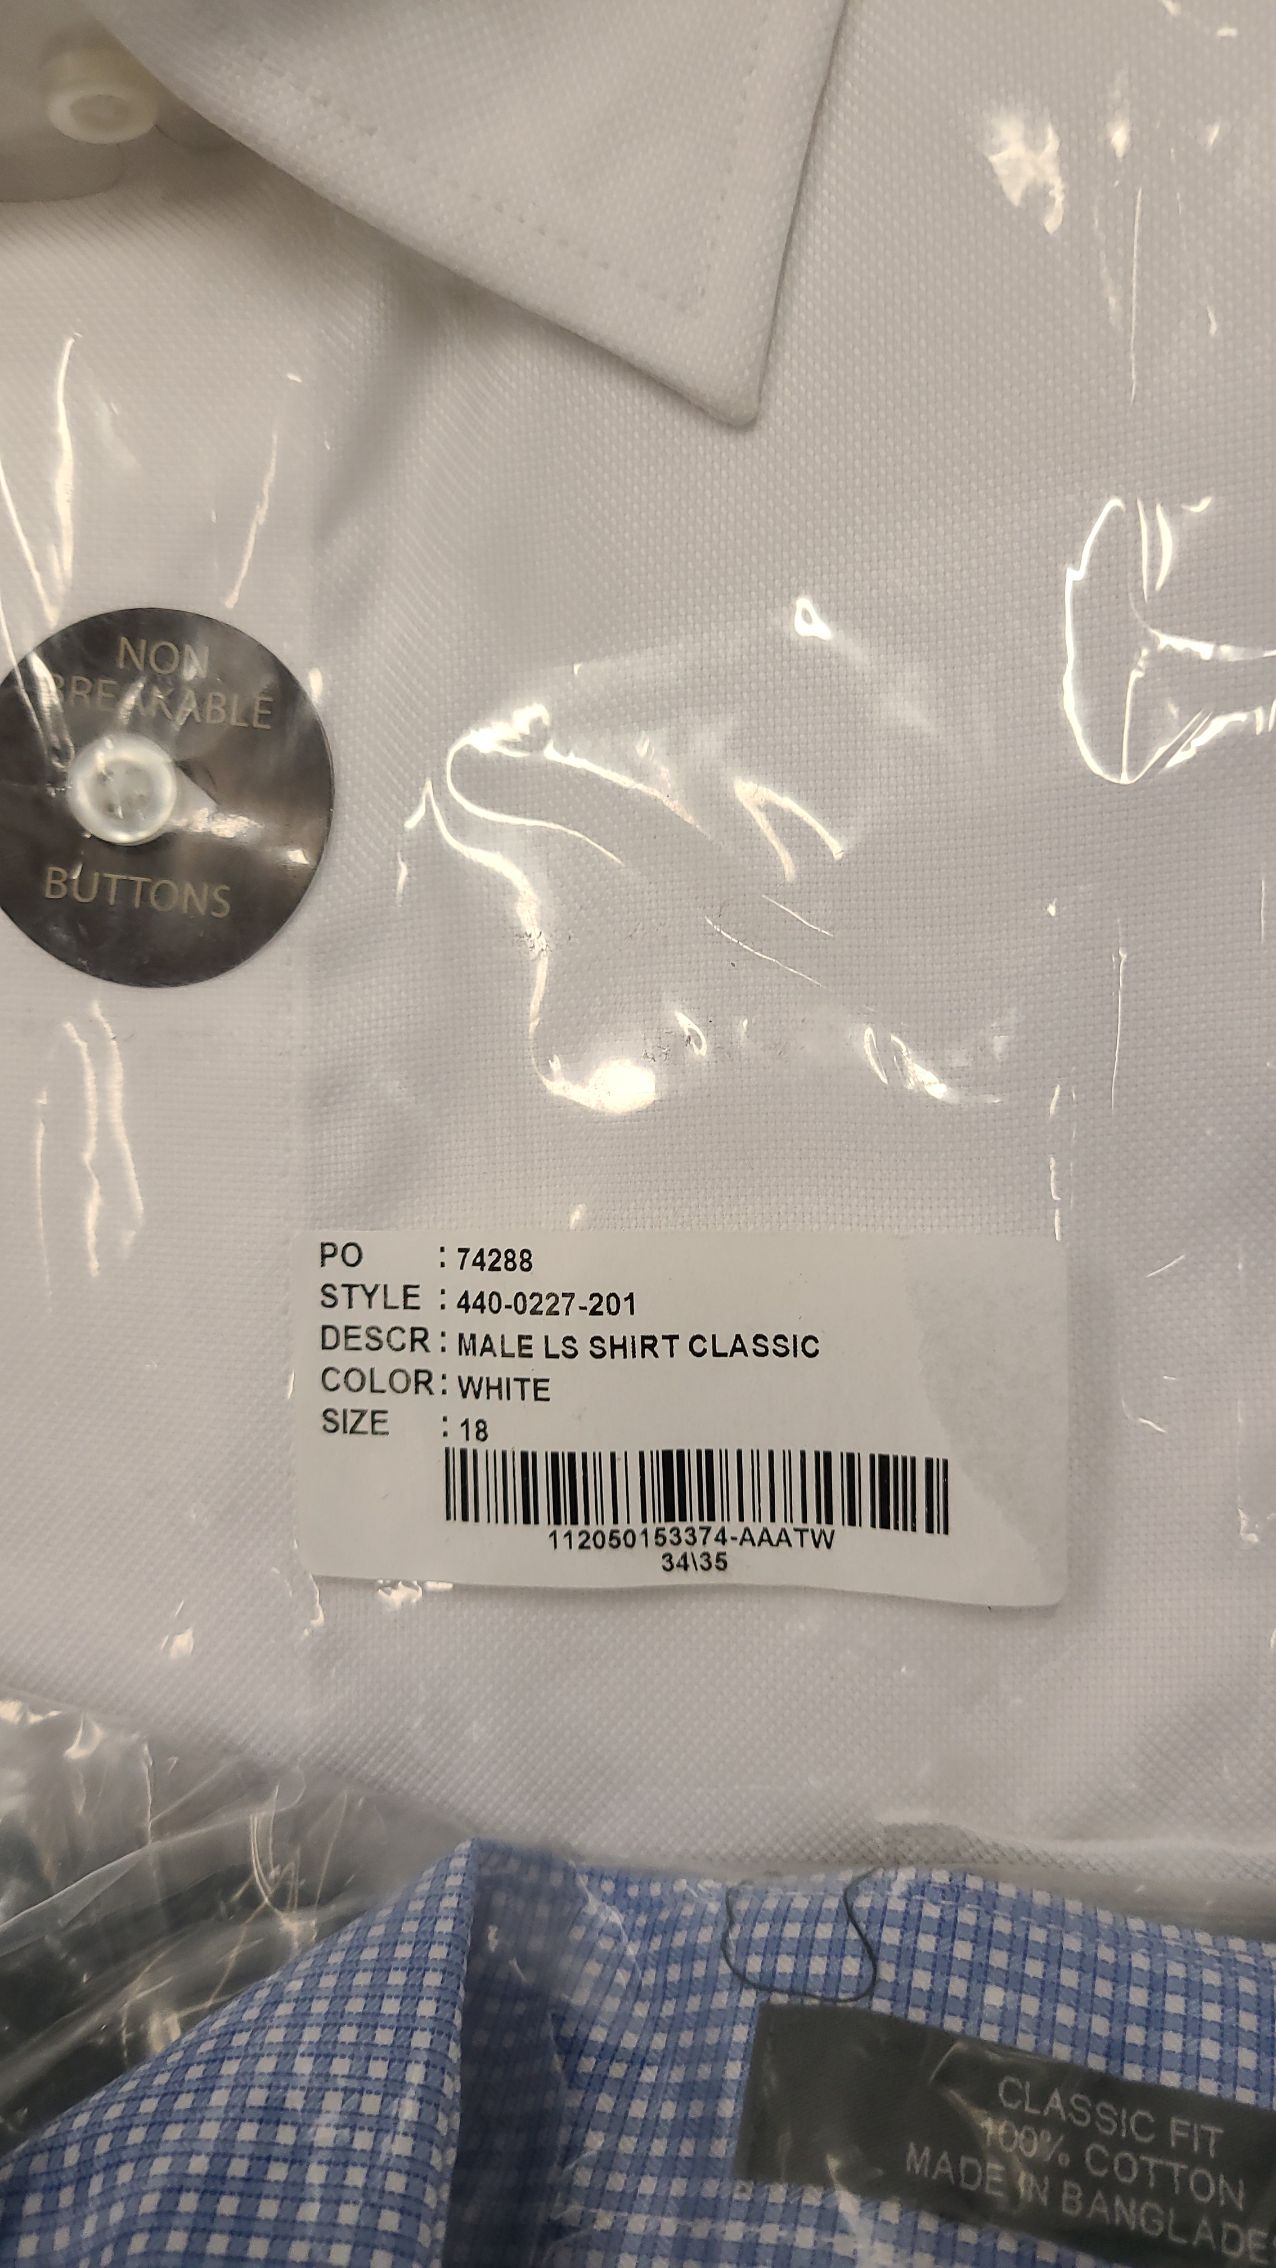 NON
BREAKABLE
BUTTONS
PO : 74288
STYLE : 440-0227-201
DESCR : MALE LS SHIRT CLASSIC
COLOR : WHITE
SIZE : 18
112050153374-AAATW
34\35
CLASSIC FIT
100% COTTON
MADE IN BANGLADE